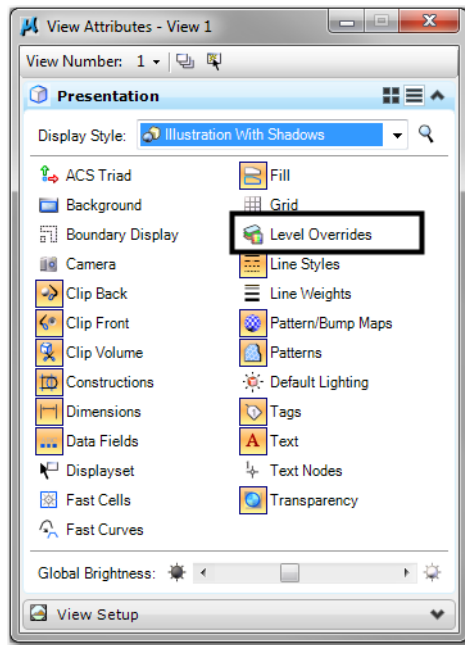 View Attributes - View 1
View Number: 1
Presentation
Display Style: Illustration With Shadows
ACS Triad
Fill
Background
Grid
Boundary Display
Level Overrides
Camera
Line Styles
Clip Back
Line Weights
Clip Front
Pattern/Bump Maps
Clip Volume
Patterns
Constructions
Default Lighting
Dimensions
Tags
Data Fields
Text
Displayset
Text Nodes
Fast Cells
Transparency
Fast Curves
Global Brightness:
View Setup